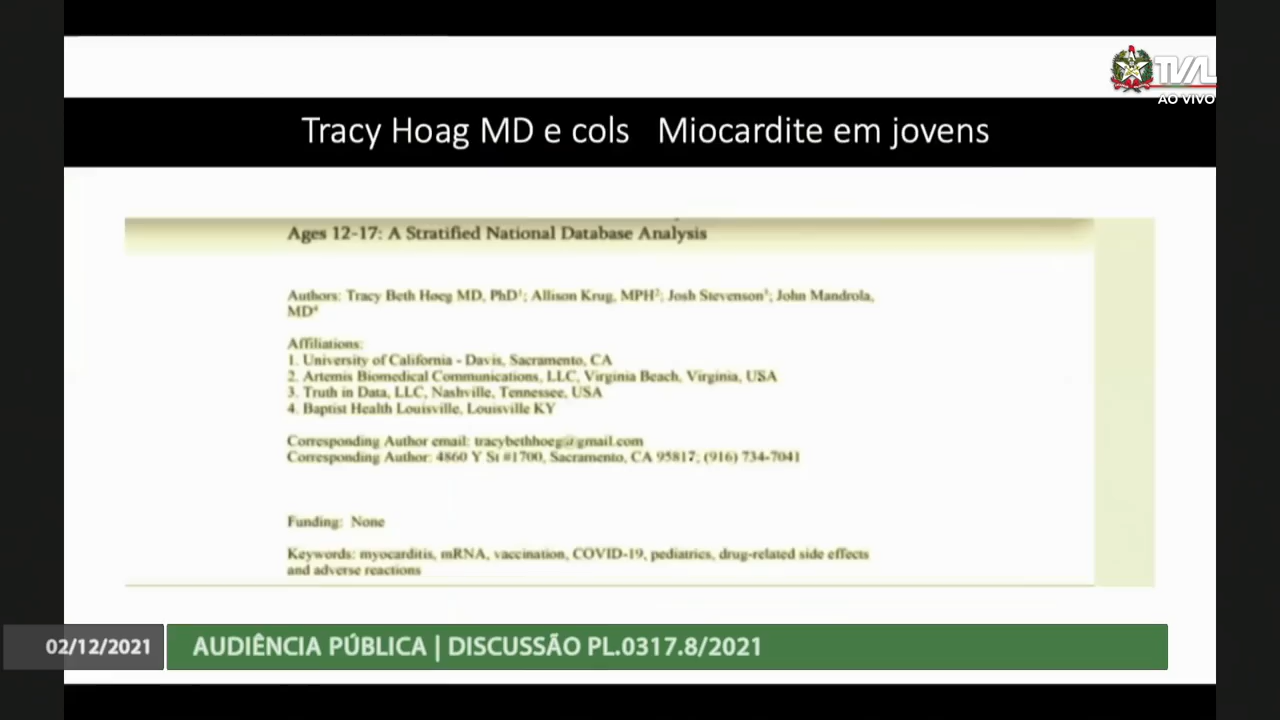 TVAL
AO VIVO
Tracy Hoag MD e cols Miocardite em jovens
Ages 12-17: A Stratified National Database Analysis
Authors: Tracy Beth Høeg MD, PhD¹; Allison Krug, MPH²; Josh Stevenson³; John Mandrola,
MD⁴
Affiliations:
1. University of California - Davis, Sacramento, CA
2. Artemis Biomedical Communications, LLC, Virginia Beach, Virginia, USA
3. Truth in Data, LLC, Nashville, Tennessee, USA
4. Baptist Health Louisville, Louisville KY
Corresponding Author email: tracybethhoeg@gmail.com
Corresponding Author: 4860 Y St #1700, Sacramento, CA 95817; (916) 734-7041
Funding: None
Keywords: myocarditis, mRNA, vaccination, COVID-19, pediatrics, drug-related side effects
and adverse reactions
02/12/2021
AUDIÊNCIA PÚBLICA | DISCUSSÃO PL.0317.8/2021